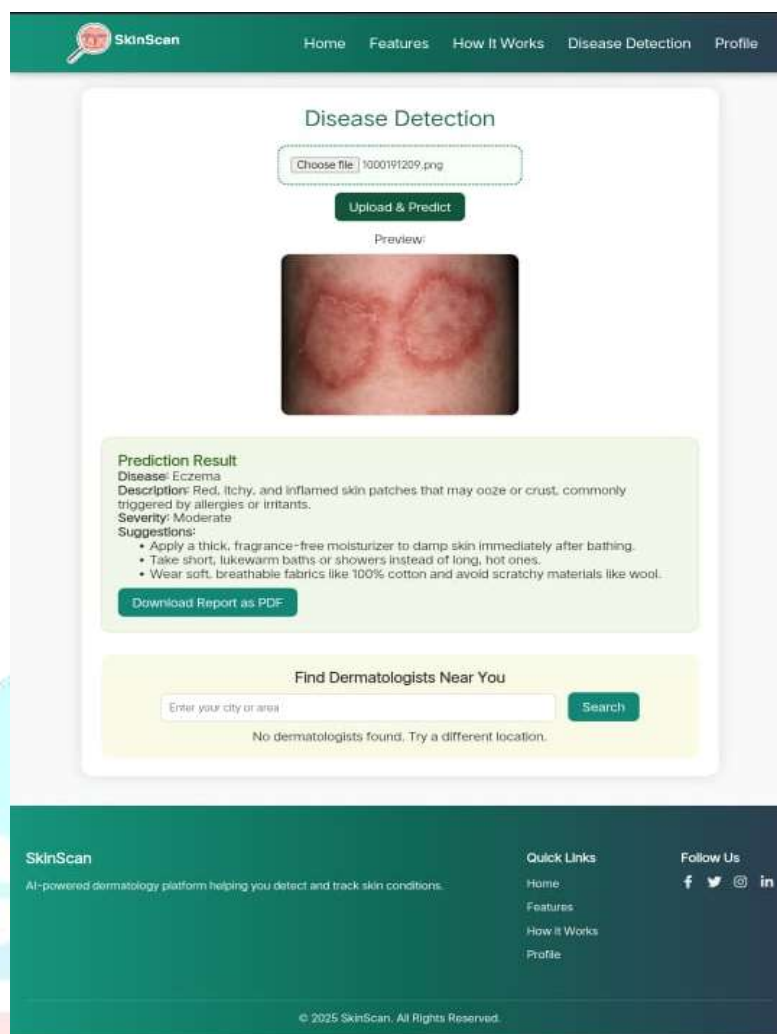 SkinScan
Home Features How It Works Disease Detection Profile
Disease Detection
Choose file 1000191209.png
Upload & Predict
Preview:
Prediction Result
Disease: Eczema
Description: Red, itchy, and inflamed skin patches that may ooze or crust, commonly
triggered by allergies or irritants.
Severity: Moderate
Suggestions:
• Apply a thick, fragrance-free moisturizer to damp skin immediately after bathing.
• Take short, lukewarm baths or showers instead of long, hot ones.
• Wear soft, breathable fabrics like 100% cotton and avoid scratchy materials like wool.
Download Report as PDF
Find Dermatologists Near You
Enter your city or area
Search
No dermatologists found. Try a different location.
SkinScan
AI-powered dermatology platform helping you detect and track skin conditions.
Quick Links
Home
Features
How It Works
Profile
Follow Us
© 2025 SkinScan. All Rights Reserved.